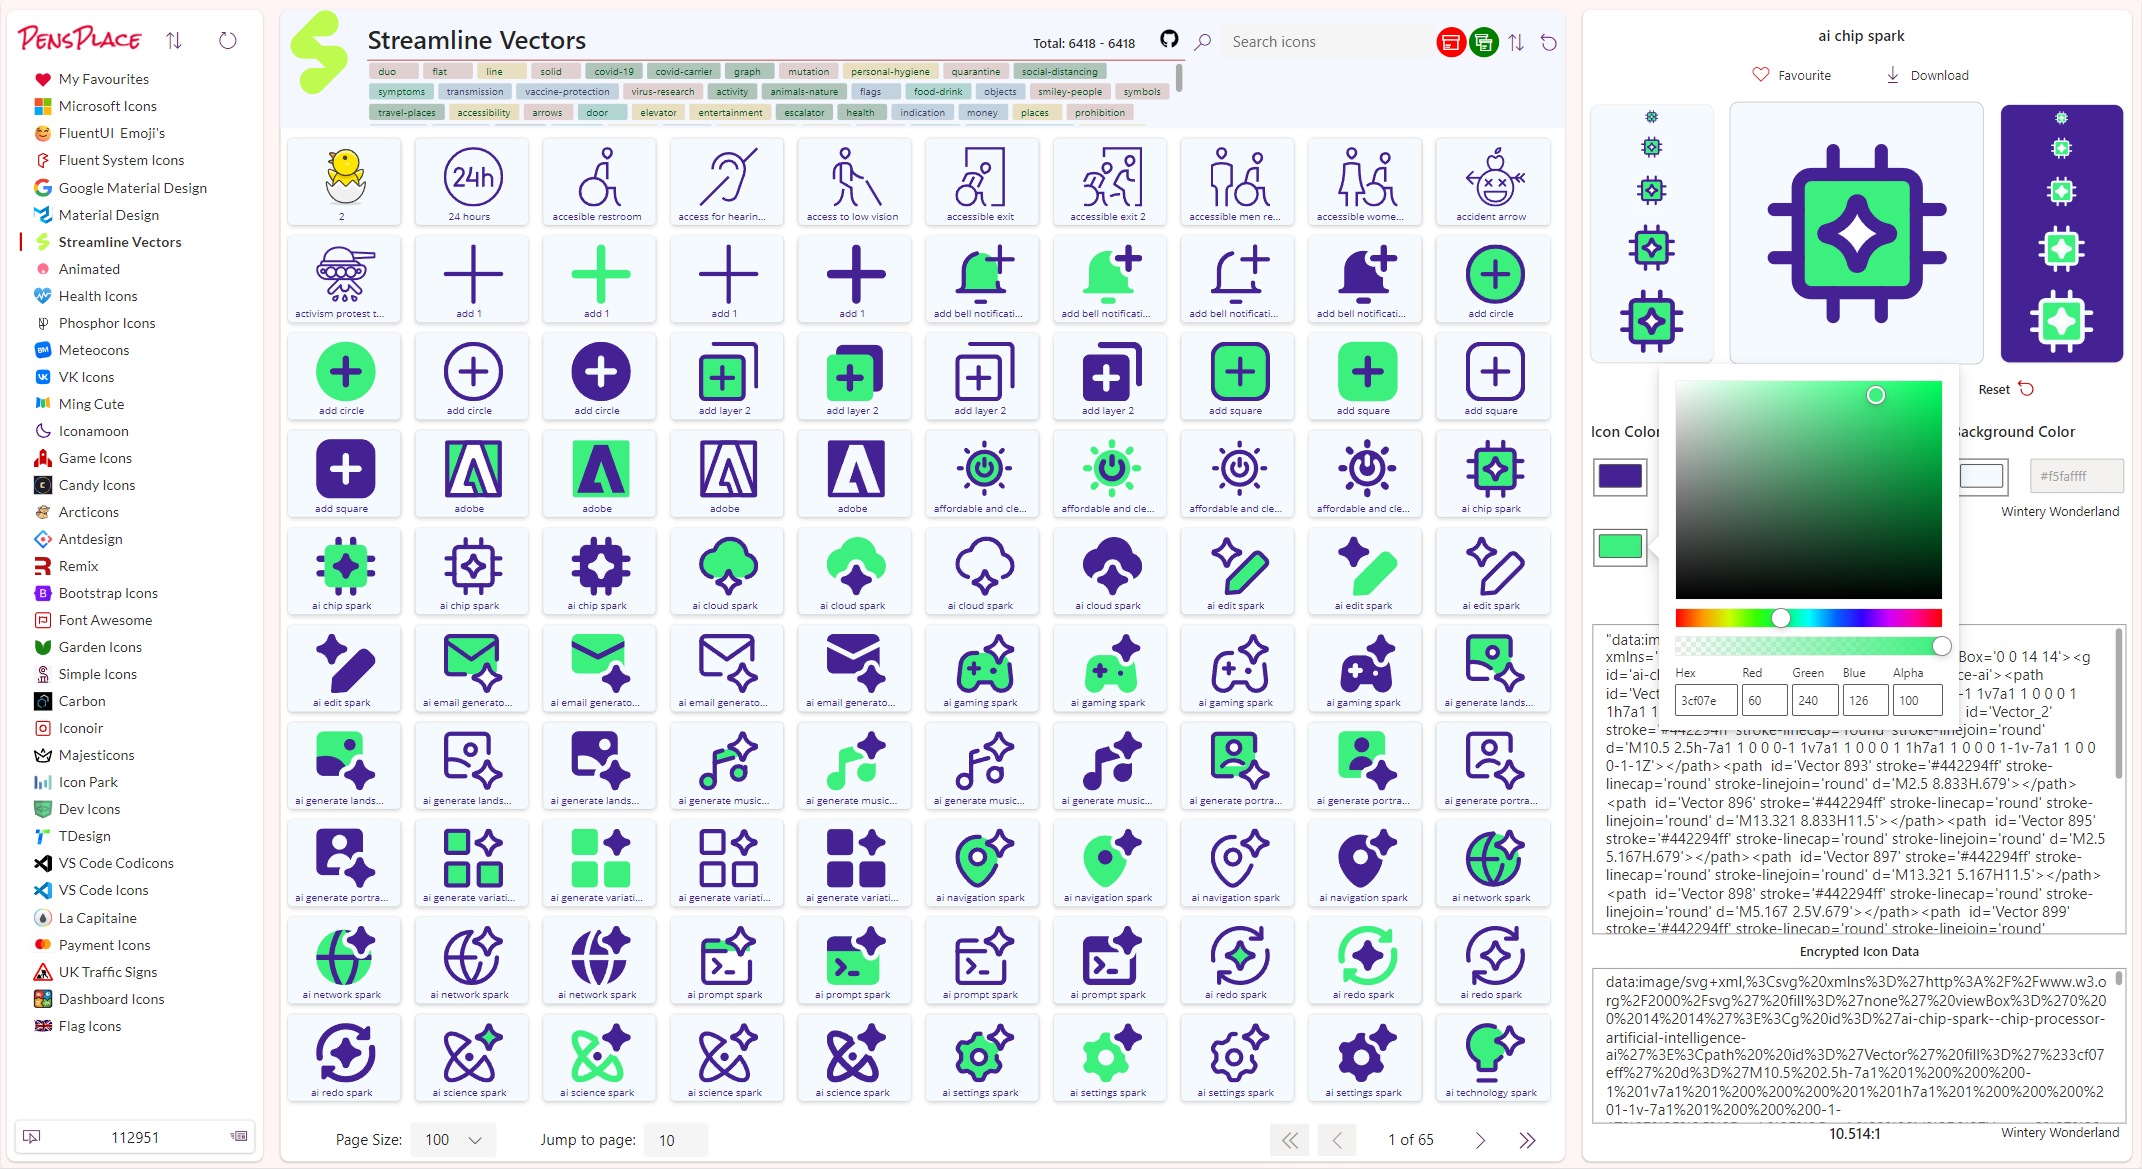 PENSPLACE
My Favourites
Microsoft Icons
FluentUI Emoji's
Fluent System Icons
Google Material Design
Material Design
Streamline Vectors
Animated
Health Icons
Phosphor Icons
Meteocons
VK Icons
Ming Cute
Iconamoon
Game Icons
Candy Icons
Arcticons
Antdesign
Remix
Bootstrap Icons
Font Awesome
Garden Icons
Simple Icons
Carbon
Iconoir
Majesticons
Icon Park
Dev Icons
TDesign
VS Code Codicons
VS Code Icons
La Capitaine
Payment Icons
UK Traffic Signs
Dashboard Icons
Flag Icons
112951
Streamline Vectors
Total: 6418 - 6418
Search icons
duo flat line solid covid-19 covid-carrier graph mutation personal-hygiene quarantine social-distancing
symptoms transmission vaccine-protection virus-research activity animals-nature flags food-drink objects smiley-people symbols
travel-places accessibility arrows door elevator entertainment escalator health indication money places prohibition
24h
2 24 hours accesible restroom access for hearin... access to low vision accessible exit accessible exit 2 accessible men re... accessible wome... accident arrow
activism protest t... add 1 add 1 add 1 add 1 add bell notificati... add bell notificati... add bell notificati... add bell notificati... add circle
add circle add circle add circle add layer 2 add layer 2 add layer 2 add layer 2 add square add square add square
add square adobe adobe adobe adobe affordable and cle... affordable and cle... affordable and cle... affordable and cle... ai chip spark
ai chip spark ai chip spark ai chip spark ai cloud spark ai cloud spark ai cloud spark ai cloud spark ai edit spark ai edit spark ai edit spark
ai edit spark ai email generato... ai email generato... ai email generato... ai email generato... ai gaming spark ai gaming spark ai gaming spark ai gaming spark ai generate lands...
ai generate lands... ai generate lands... ai generate lands... ai generate music... ai generate music... ai generate music... ai generate music... ai generate portra... ai generate portra... ai generate portra...
ai generate portra... ai generate variati... ai generate variati... ai generate variati... ai generate variati... ai navigation spark ai navigation spark ai navigation spark ai navigation spark ai network spark
ai network spark ai network spark ai network spark ai prompt spark ai prompt spark ai prompt spark ai prompt spark ai redo spark ai redo spark ai redo spark
ai redo spark ai science spark ai science spark ai science spark ai science spark ai settings spark ai settings spark ai settings spark ai settings spark ai technology spark
Page Size: 100 Jump to page: 10 1 of 65
ai chip spark
Favourite Download
Reset
Icon Color Background Color
#f5faffff
Wintery Wonderland
Hex Red Green Blue Alpha
3cf07e 60 240 126 100
"data:im
xmlns=' Box='0 0 14 14'><g
id='ai-c ce-ai'><path
id='Vect -1 1v7a1 1 0 0 0 1
1h7a1 1 id='Vector_2'
stroke='#442294ff' stroke-linecap='round' stroke-linejoin='round'
d='M10.5 2.5h-7a1 1 0 0 0-1 1v7a1 1 0 0 0 1 1h7a1 1 0 0 0 1-1v-7a1 1 0 0
0-1-1Z'></path><path id='Vector 893' stroke='#442294ff' stroke-
linecap='round' stroke-linejoin='round' d='M2.5 8.833H.679'></path>
<path id='Vector 896' stroke='#442294ff' stroke-linecap='round' stroke-
linejoin='round' d='M13.321 8.833H11.5'></path><path id='Vector 895'
stroke='#442294ff' stroke-linecap='round' stroke-linejoin='round' d='M2.5
5.167H.679'></path><path id='Vector 897' stroke='#442294ff' stroke-
linecap='round' stroke-linejoin='round' d='M13.321 5.167H11.5'></path>
<path id='Vector 898' stroke='#442294ff' stroke-linecap='round' stroke-
linejoin='round' d='M5.167 2.5V.679'></path><path id='Vector 899'
stroke='#442294ff' stroke-linecap='round' stroke-linejoin='round'
Encrypted Icon Data
data:image/svg+xml,%3Csvg%20xmlns%3D%27http%3A%2F%2Fwww.w3.o
rg%2F2000%2Fsvg%27%20fill%3D%27none%27%20viewBox%3D%270%20
0%2014%2014%27%3E%3Cg%20id%3D%27ai-chip-spark--chip-processor-
artificial-intelligence-
ai%27%3E%3Cpath%20%20id%3D%27Vector%27%20fill%3D%27%233cf07
eff%27%20d%3D%27M10.5%202.5h-7a1%201%200%200%200-
1%201v7a1%201%200%200%200%201%201h7a1%201%200%200%200%2
01-1v-7a1%201%200%200%200-1-
10.514:1 Wintery Wonderland